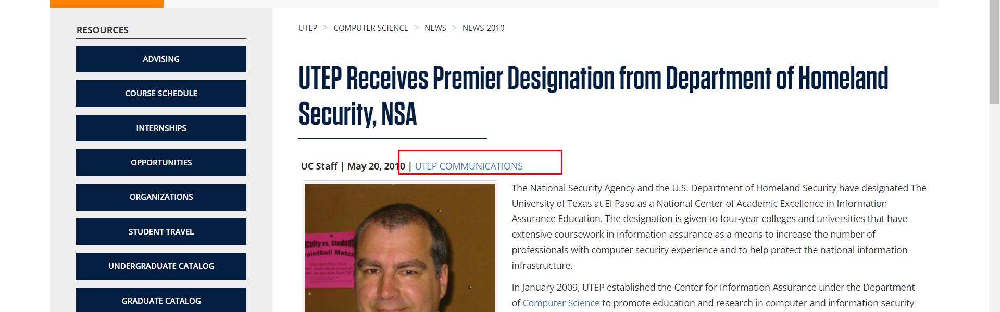 RESOURCES
ADVISING
COURSE SCHEDULE
INTERNSHIPS
OPPORTUNITIES
ORGANIZATIONS
STUDENT TRAVEL
UNDERGRADUATE CATALOG
GRADUATE CATALOG
UTEP > COMPUTER SCIENCE > NEWS > NEWS-2010
UTEP Receives Premier Designation from Department of Homeland
Security, NSA
UC Staff | May 20, 2010 | UTEP COMMUNICATIONS
culty vs. Student
aintball Matc
The National Security Agency and the U.S. Department of Homeland Security have designated The
University of Texas at El Paso as a National Center of Academic Excellence in Information
Assurance Education. The designation is given to four-year colleges and universities that have
extensive coursework in information assurance as a means to increase the number of
professionals with computer security experience and to help protect the national information
infrastructure.
In January 2009, UTEP established the Center for Information Assurance under the Department
of Computer Science to promote education and research in computer and information security